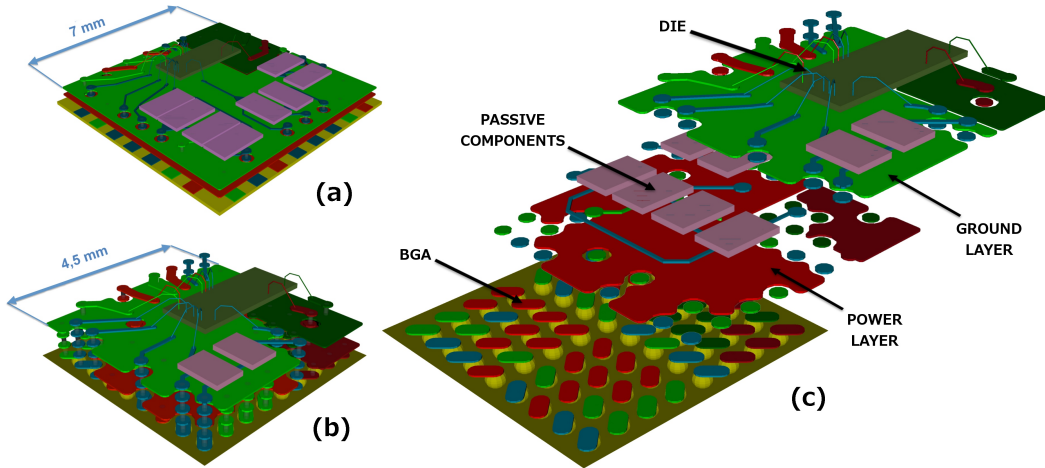 7 mm
(a)
4,5 mm
(b)
DIE
PASSIVE
COMPONENTS
BGA
GROUND
LAYER
POWER
LAYER
(c)